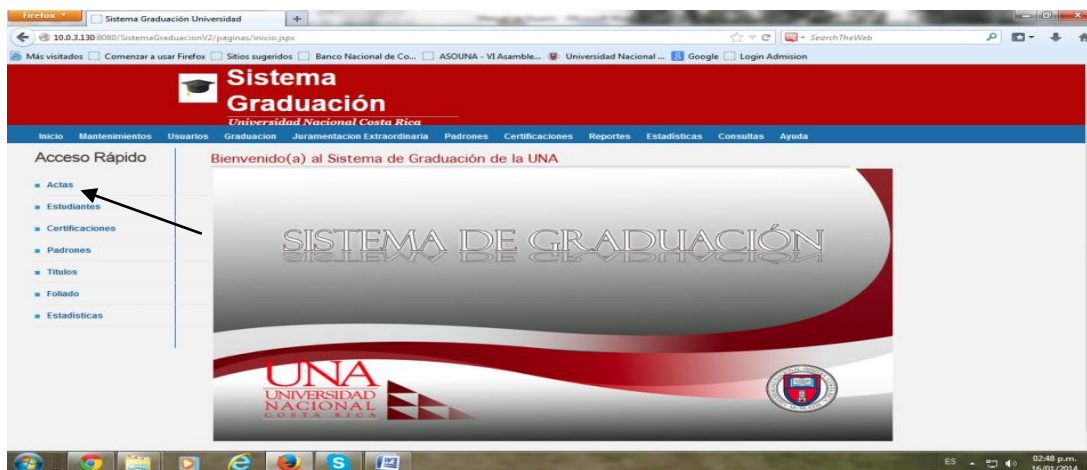 Firefox
Sistema Graduación Universidad
10.0.3.130:8080/SistemaGraduacionV2/paginas/inicio.jspx
SearchTheWeb
Más visitados Comenzar a usar Firefox Sitios sugeridos Banco Nacional de Co... ASOUNA - VI Asamble... Universidad Nacional ... Google Login Admision
Sistema
Graduación
Universidad Nacional Costa Rica
Inicio Mantenimientos Usuarios Graduacion Juramentacion Extraordinaria Padrones Certificaciones Reportes Estadisticas Consultas Ayuda
Acceso Rápido
Actas
Estudiantes
Certificaciones
Padrones
Titulos
Foliado
Estadisticas
Bienvenido(a) al Sistema de Graduación de la UNA
SISTEMA DE GRADUACIÓN
UNA
UNIVERSIDAD
NACIONAL
COSTA RICA
ES
02:48 p.m.
16/01/2014